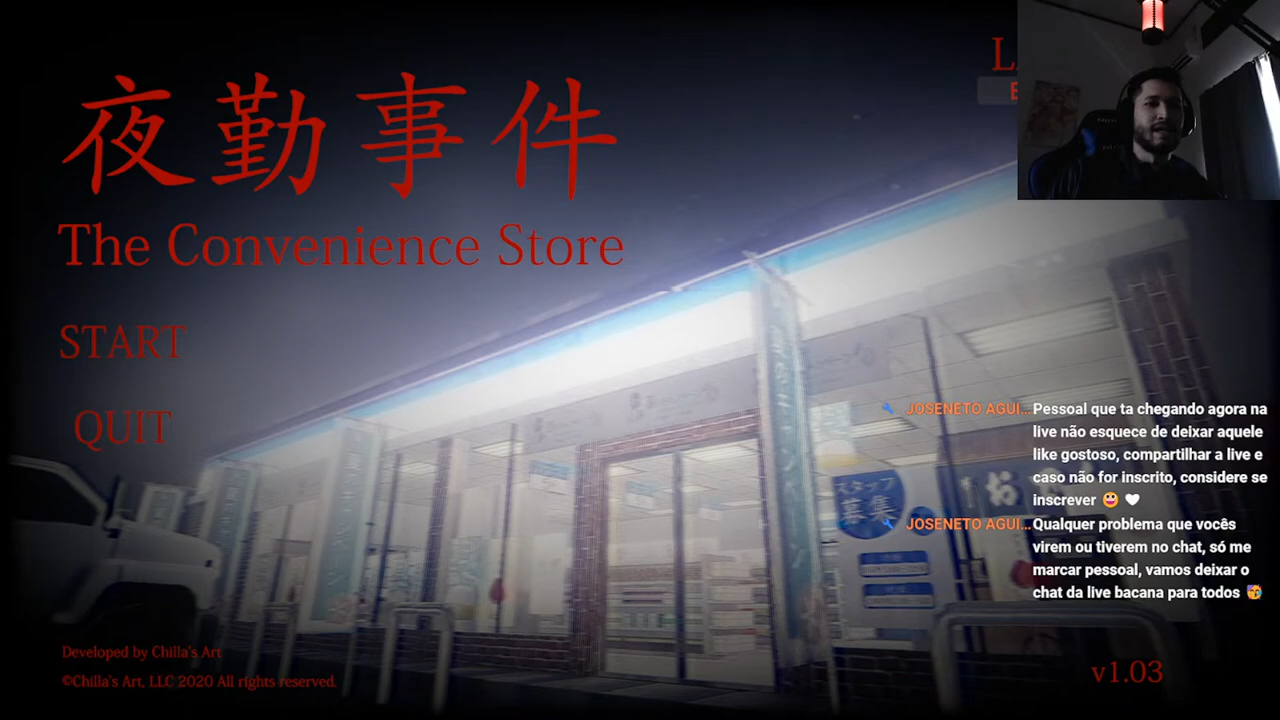 夜勤事件
The Convenience Store
START
QUIT
スタッフ
募集
JOSENETO AGUI... Pessoal que ta chegando agora na
live não esquece de deixar aquele
like gostoso, compartilhar a live e
caso não for inscrito, considere se
inscrever 😃 🤍
JOSENETO AGUI... Qualquer problema que vocês
virem ou tiverem no chat, só me
marcar pessoal, vamos deixar o
chat da live bacana para todos 🥳
Developed by Chilla's Art
©Chilla's Art, LLC 2020 All rights reserved.
v1.03